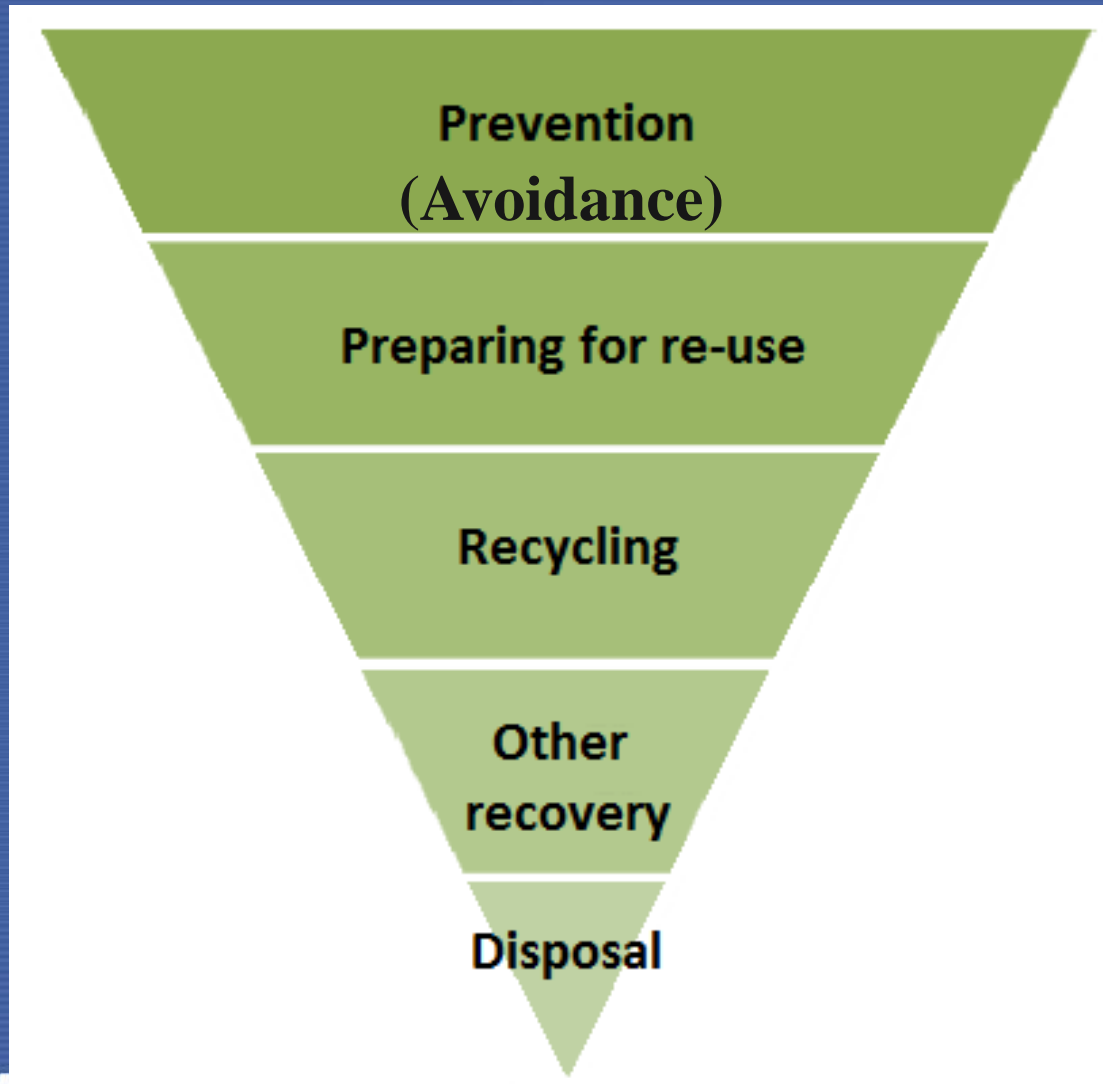 Prevention
(Avoidance)
Preparing for re-use
Recycling
Other
recovery
Disposal